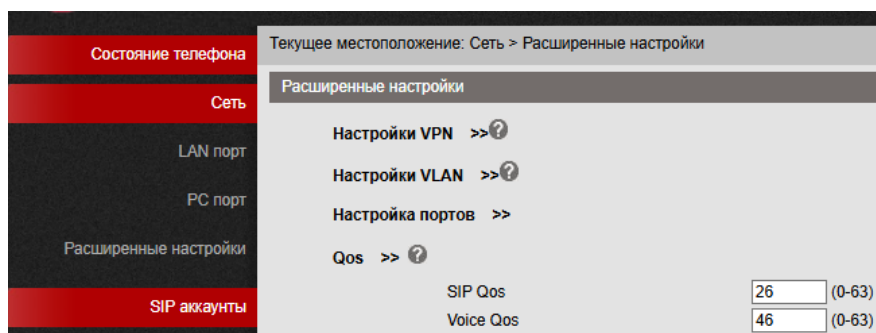 Состояние телефона
Сеть
LAN порт
PC порт
Расширенные настройки
SIP аккаунты
Текущее местоположение: Сеть > Расширенные настройки
Расширенные настройки
Настройки VPN >>?
Настройки VLAN >>?
Настройка портов >>
Qos >> ?
SIP Qos 26 (0-63)
Voice Qos 46 (0-63)